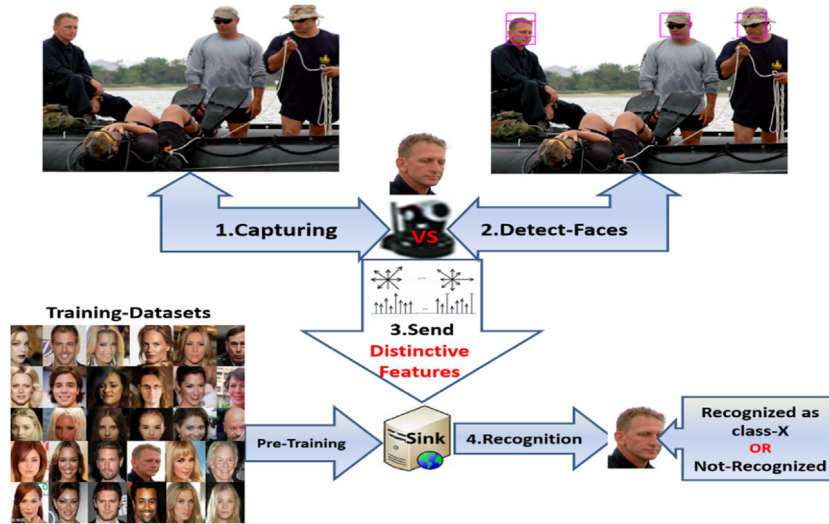 1.Capturing
VS
2.Detect-Faces
...
...
3.Send
Distinctive
Features
Training-Datasets
Pre-Training
Sink
4.Recognition
Recognized as
class-X
OR
Not-Recognized